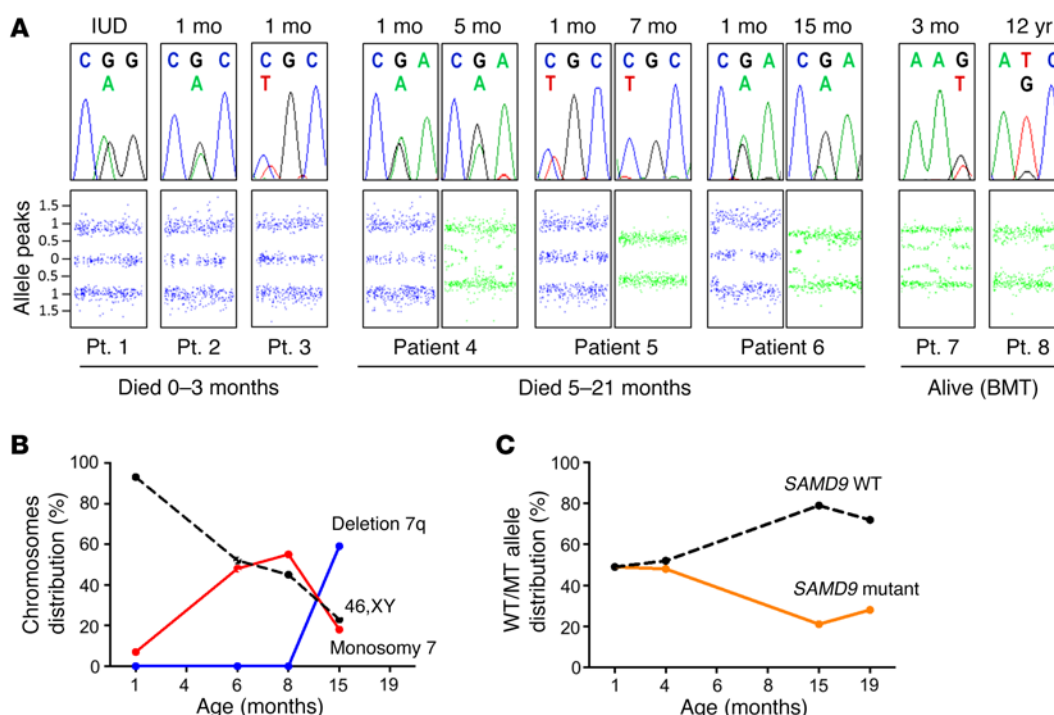 A
IUD 1 mo 1 mo 1 mo 5 mo 1 mo 7 mo 1 mo 15 mo 3 mo 12 yr
C G G C G C C G C C G A C G A C G C C G C C G A C G A A A G A T C
A A T A A T T A A T G
Allele peaks
1.5
1
0.5
0
0.5
1
1.5
Pt. 1 Pt. 2 Pt. 3 Patient 4 Patient 5 Patient 6 Pt. 7 Pt. 8
Died 0–3 months Died 5–21 months Alive (BMT)
B
Chromosomes
distribution (%)
100
80
60
40
20
0
Deletion 7q
46,XY
Monosomy 7
1 4 6 8 15 19
Age (months)
C
WT/MT allele
distribution (%)
100
80
60
40
20
0
SAMD9 WT
SAMD9 mutant
1 4 6 8 15 19
Age (months)